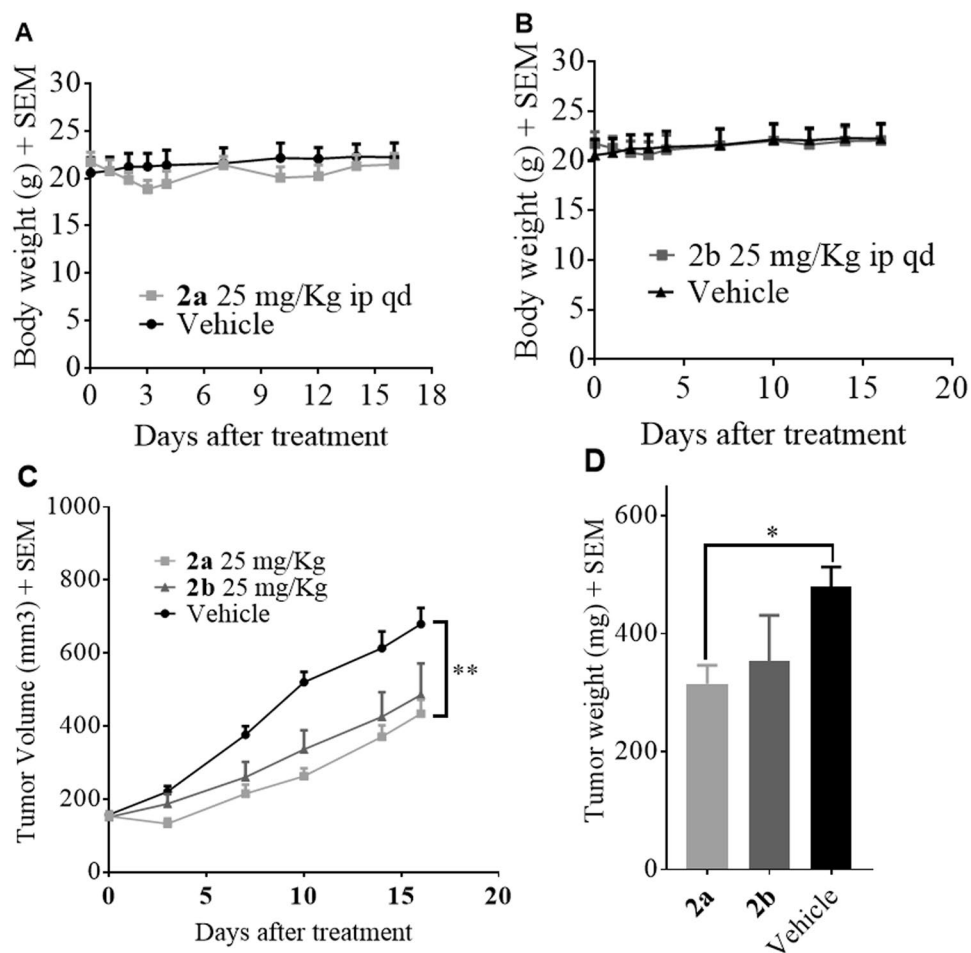 A
Body weight (g) + SEM
30
25
20
15
10
5
0
2a 25 mg/Kg ip qd
Vehicle
0 3 6 9 12 15 18
Days after treatment
B
Body weight (g) + SEM
30
25
20
15
10
5
0
2b 25 mg/Kg ip qd
Vehicle
0 5 10 15 20
Days after treatment
C
Tumor Volume (mm3) + SEM
1000
800
600
400
200
0
2a 25 mg/Kg
2b 25 mg/Kg
Vehicle
**
0 5 10 15 20
Days after treatment
D
Tumor weight (mg) + SEM
600
400
200
0
*
2a
2b
Vehicle